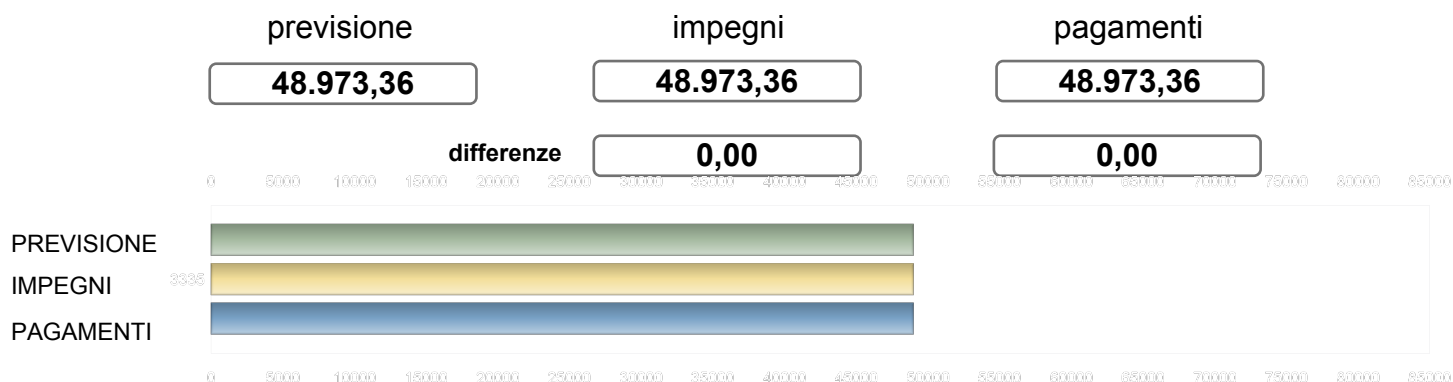 previsione impegni pagamenti
48.973,36 48.973,36 48.973,36
differenze 0,00 0,00
0 5000 10000 15000 20000 25000 30000 35000 40000 45000 50000 55000 60000 65000 70000 75000 80000 85000
PREVISIONE
IMPEGNI 3335
PAGAMENTI
0 5000 10000 15000 20000 25000 30000 35000 40000 45000 50000 55000 60000 65000 70000 75000 80000 85000